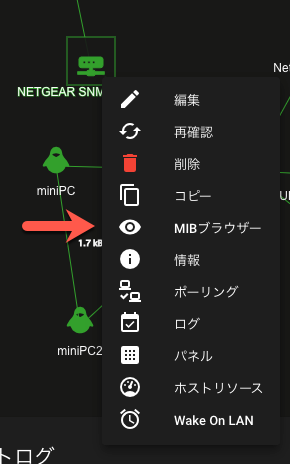 Ne
NETGEAR SNM
編集
再確認
削除
miniPC
コピー
U
MIBブラウザー
1.7 kB
情報
ポーリング
ログ
miniPC2
パネル
ホストリソース
Wake On LAN
トログ